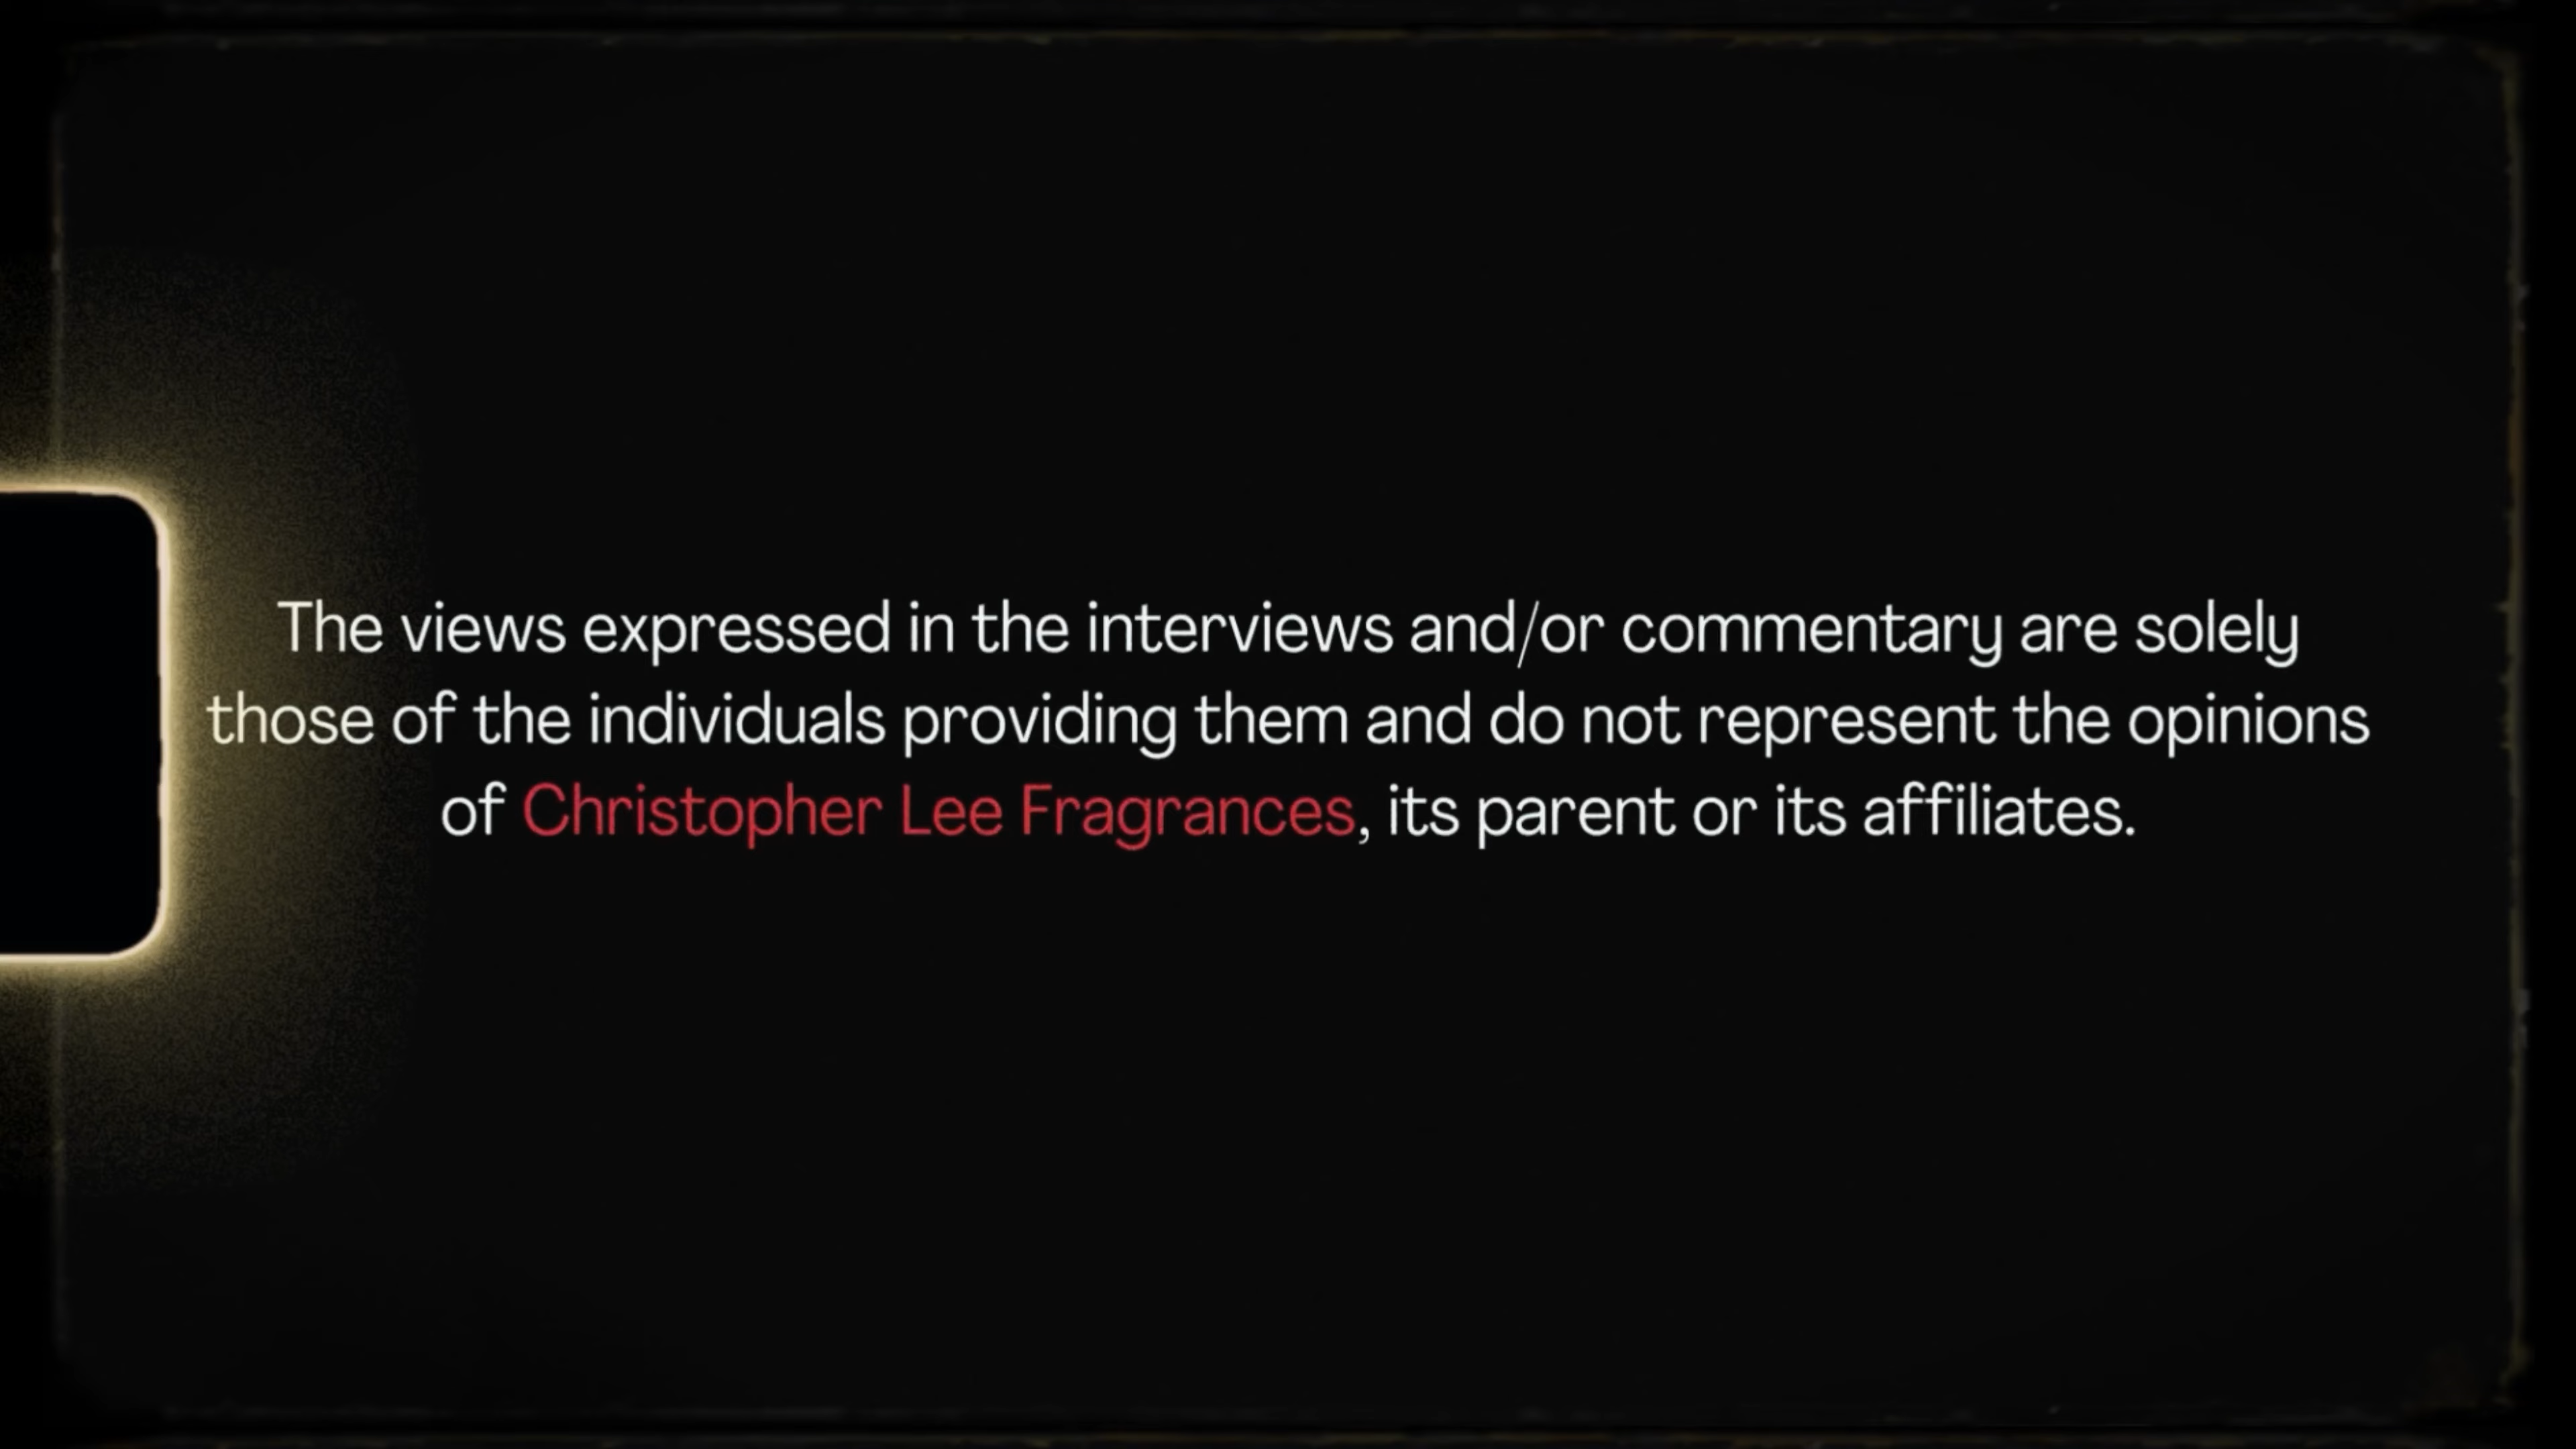 The views expressed in the interviews and/or commentary are solely
those of the individuals providing them and do not represent the opinions
of Christopher Lee Fragrances, its parent or its affiliates.